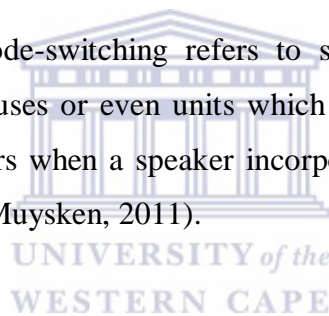 ode-switching refers to s
uses or even units which
rs when a speaker incorp
Muysken, 2011).
UNIVERSITY of the
WESTERN CAPE